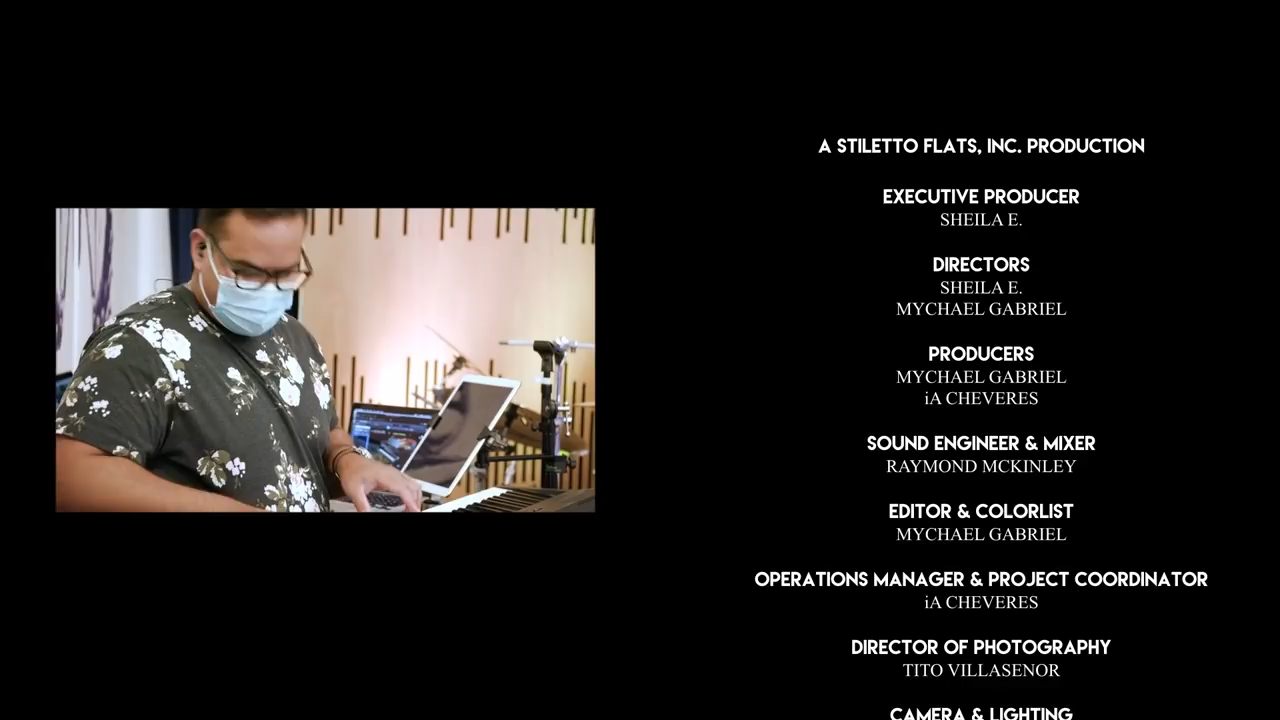 A STILETTO FLATS, INC. PRODUCTION
EXECUTIVE PRODUCER
SHEILA E.
DIRECTORS
SHEILA E.
MYCHAEL GABRIEL
PRODUCERS
MYCHAEL GABRIEL
iA CHEVERES
SOUND ENGINEER & MIXER
RAYMOND MCKINLEY
EDITOR & COLORLIST
MYCHAEL GABRIEL
OPERATIONS MANAGER & PROJECT COORDINATOR
iA CHEVERES
DIRECTOR OF PHOTOGRAPHY
TITO VILLASENOR
CAMERA & LIGHTING